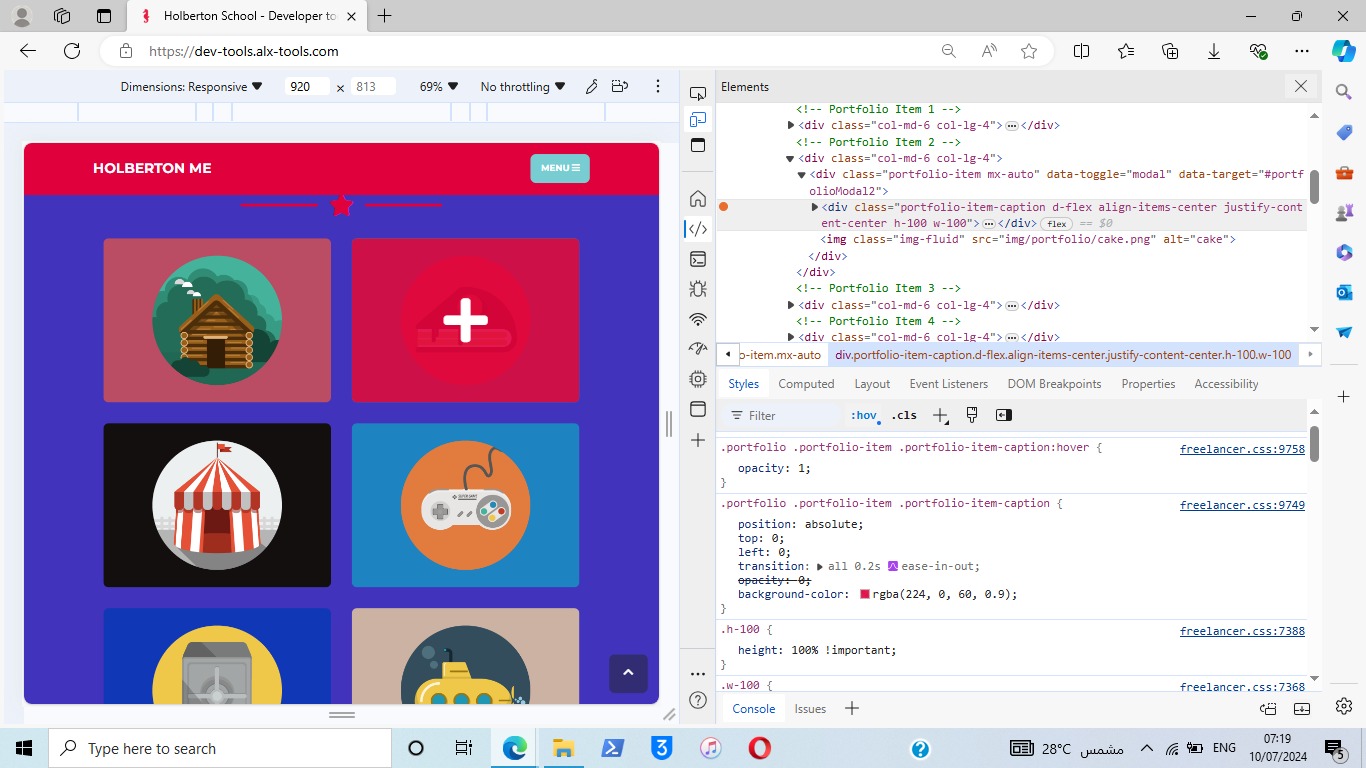 Holberton School - Developer to
https://dev-tools.alx-tools.com
Dimensions: Responsive 920 × 813 69% No throttling
HOLBERTON ME
MENU
Elements
<!-- Portfolio Item 1 -->
<div class="col-md-6 col-lg-4">…</div>
<!-- Portfolio Item 2 -->
<div class="col-md-6 col-lg-4">
<div class="portfolio-item mx-auto" data-toggle="modal" data-target="#portf
olioModal2">
<div class="portfolio-item-caption d-flex align-items-center justify-cont
ent-center h-100 w-100">…</div> flex == $0
<img class="img-fluid" src="img/portfolio/cake.png" alt="cake">
</div>
</div>
<!-- Portfolio Item 3 -->
<div class="col-md-6 col-lg-4">…</div>
<!-- Portfolio Item 4 -->
<div class="col-md-6 col-lg-4">…</div>
o-item.mx-auto div.portfolio-item-caption.d-flex.align-items-center.justify-content-center.h-100.w-100
Styles Computed Layout Event Listeners DOM Breakpoints Properties Accessibility
Filter :hov .cls
.portfolio .portfolio-item .portfolio-item-caption:hover { freelancer.css:9758
opacity: 1;
}
.portfolio .portfolio-item .portfolio-item-caption { freelancer.css:9749
position: absolute;
top: 0;
left: 0;
transition: all 0.2s ease-in-out;
opacity: 0;
background-color: rgba(224, 0, 60, 0.9);
}
.h-100 { freelancer.css:7388
height: 100% !important;
}
.w-100 { freelancer.css:7368
Console Issues
Type here to search
28°C مشمس ENG
07:19
10/07/2024
5